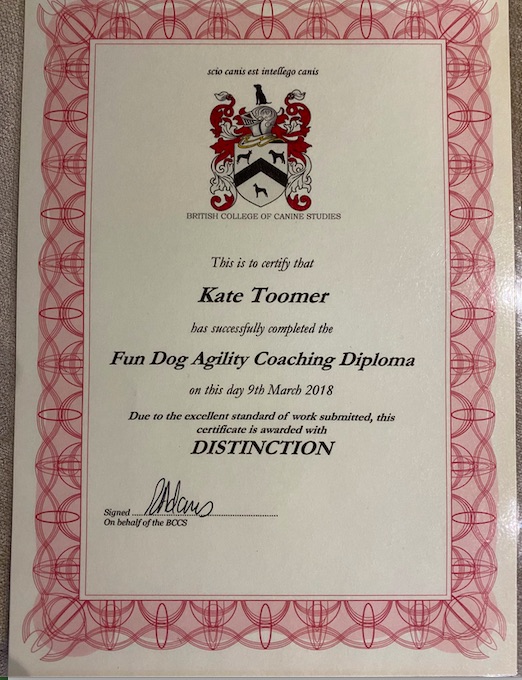 scio canis est intellego canis
BRITISH COLLEGE OF CANINE STUDIES
This is to certify that
Kate Toomer
has successfully completed the
Fun Dog Agility Coaching Diploma
on this day 9th March 2018
Due to the excellent standard of work submitted, this
certificate is awarded with
DISTINCTION
Signed ..........................................
On behalf of the BCCS